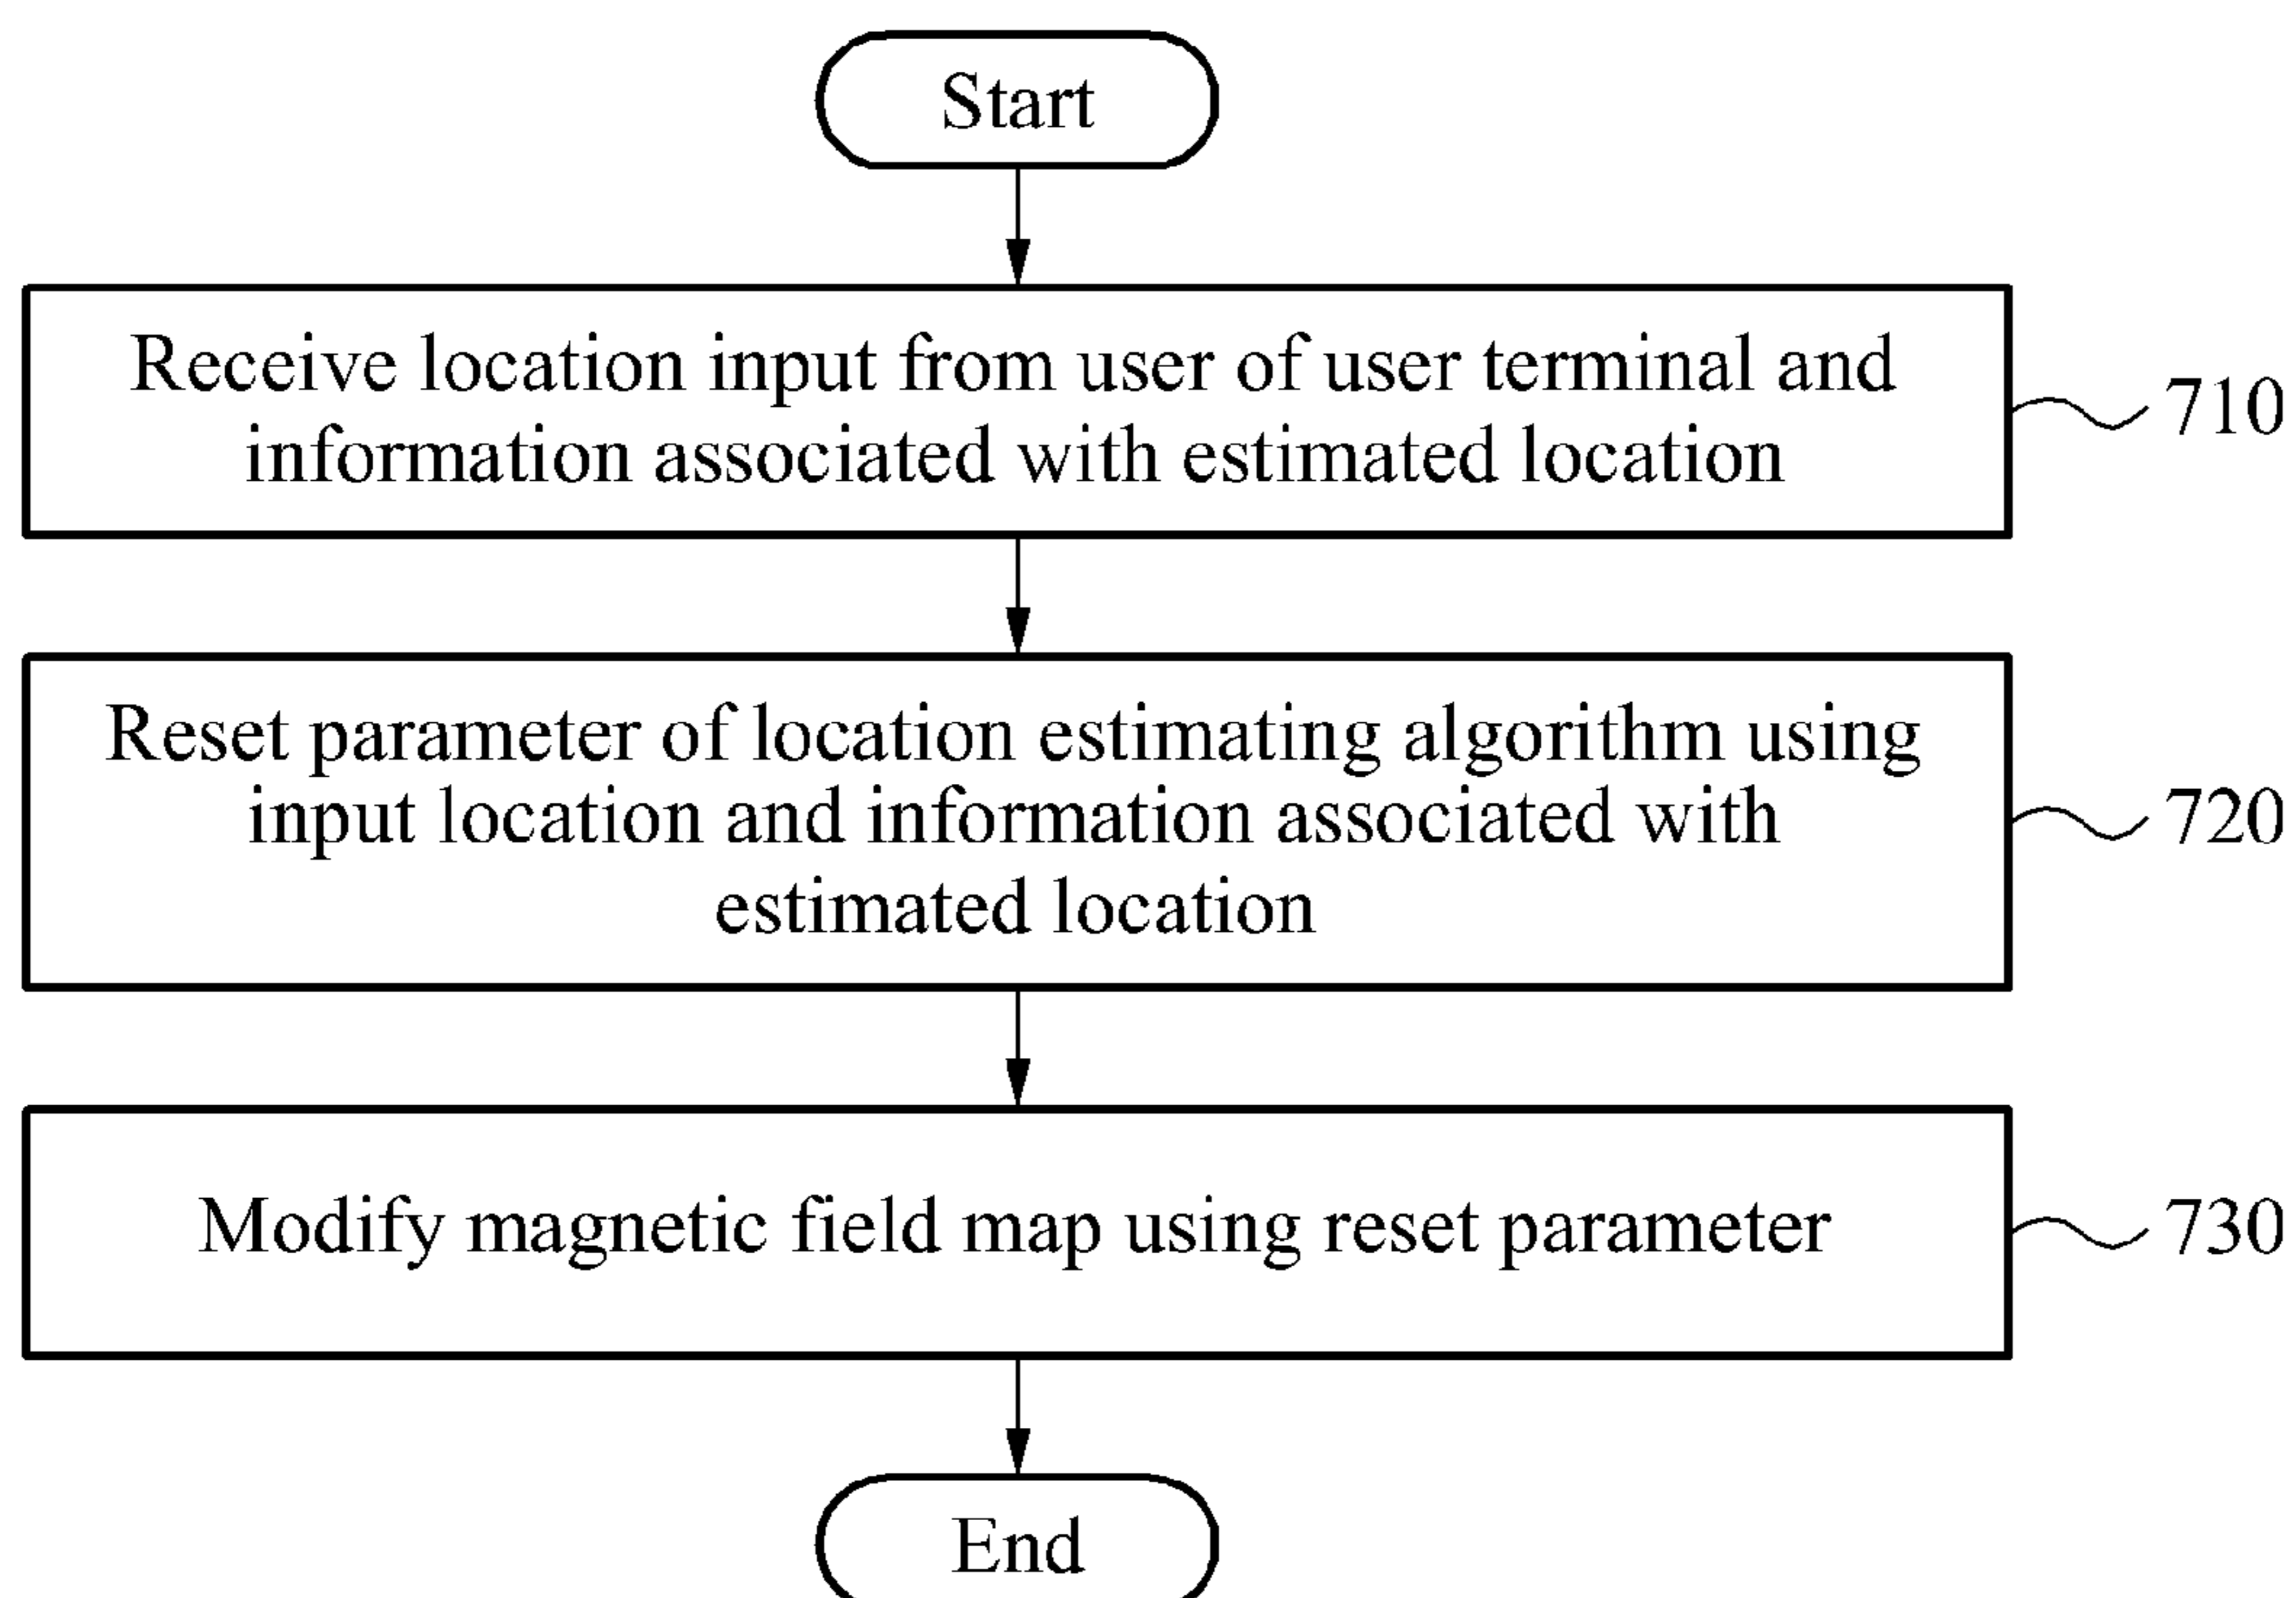 Start
Receive location input from user of user terminal and
information associated with estimated location
710
Reset parameter of location estimating algorithm using
input location and information associated with
estimated location
720
Modify magnetic field map using reset parameter
730
End